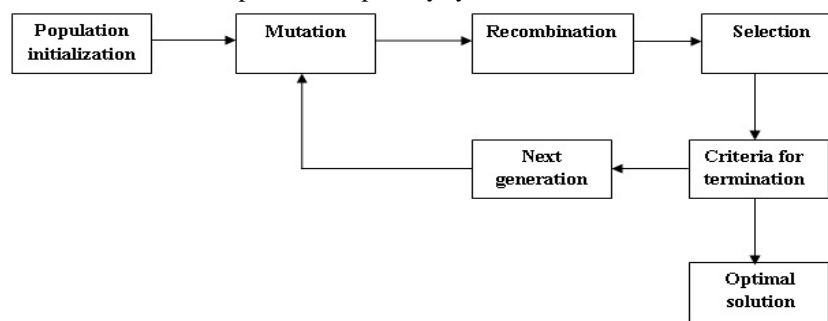 Population
initialization
Mutation
Recombination
Selection
Next
generation
Criteria for
termination
Optimal
solution